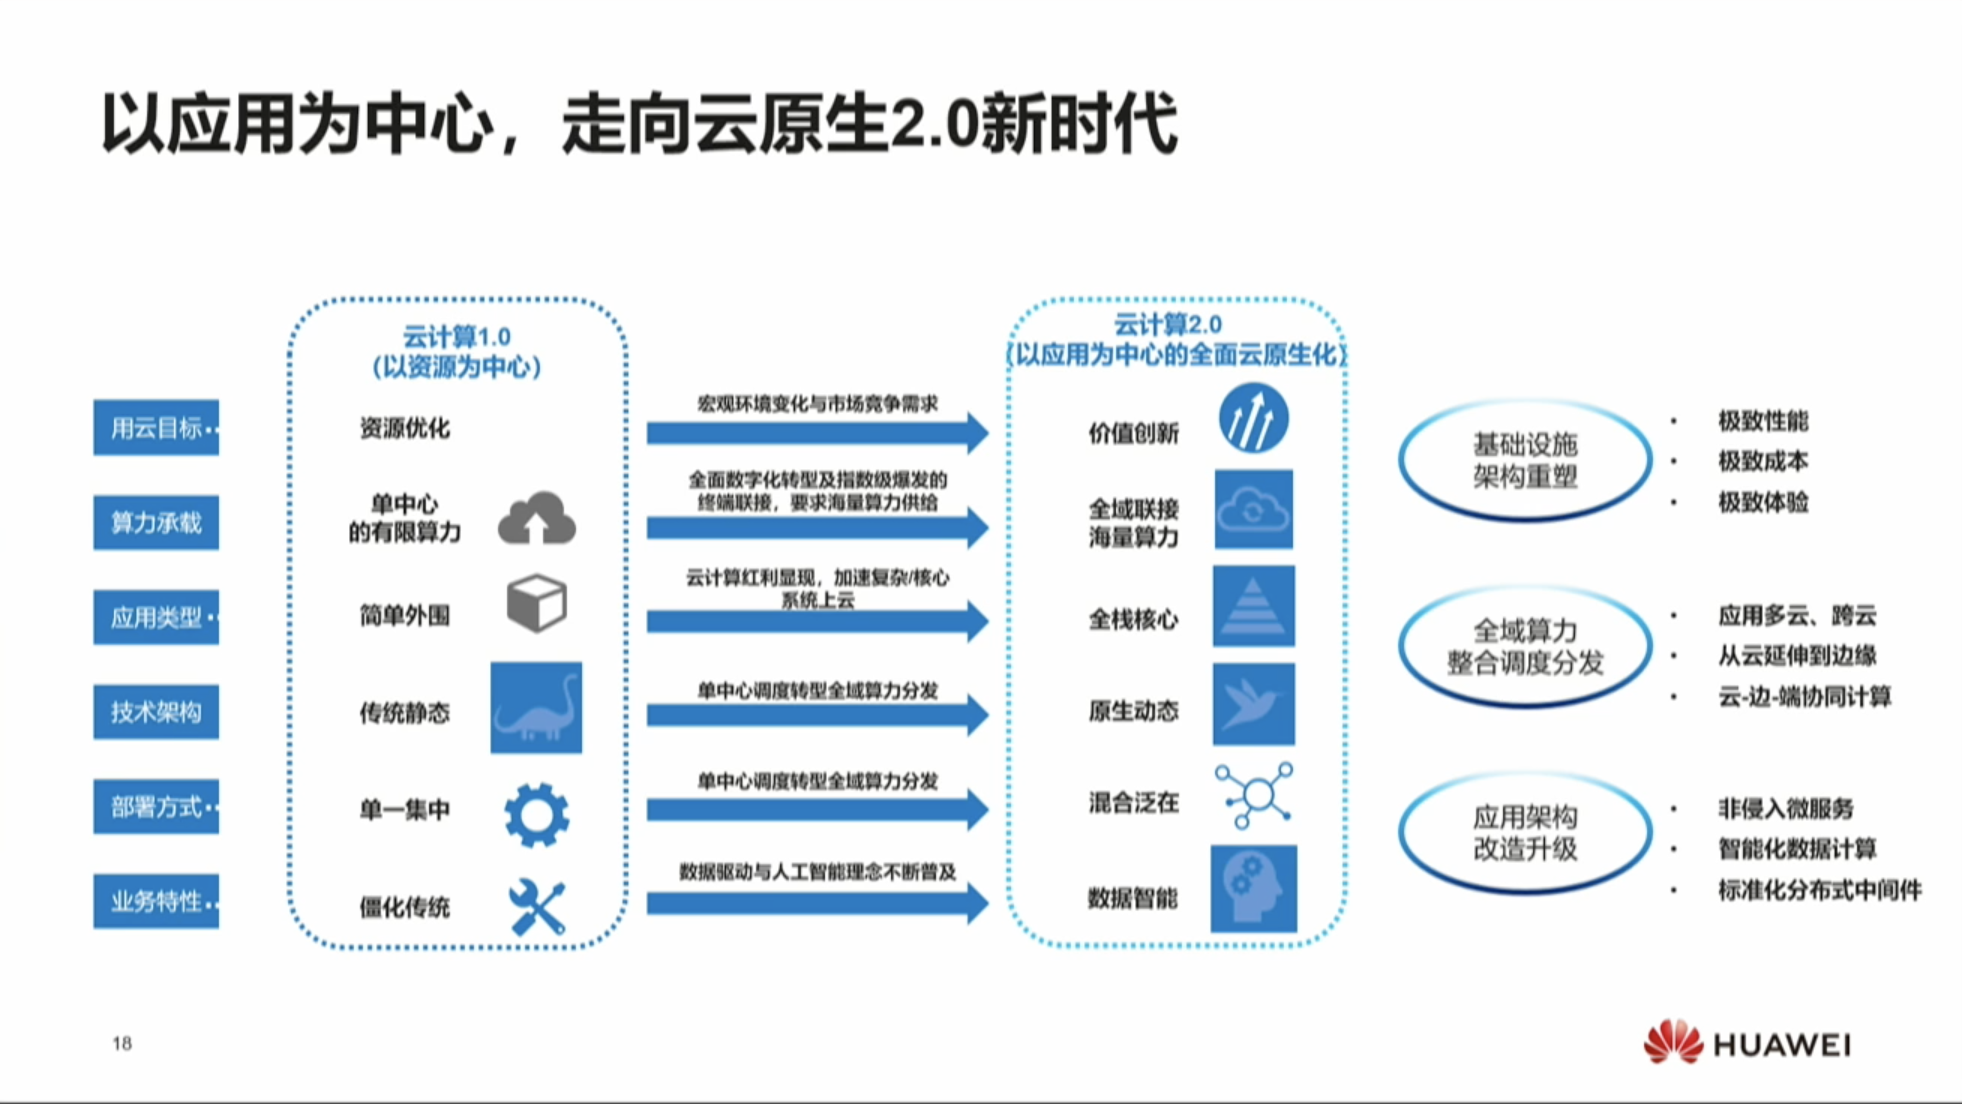 以应用为中心，走向云原生2.0新时代
云计算1.0
（以资源为中心）
云计算2.0
（以应用为中心的全面云原生化）
用云目标
资源优化
宏观环境变化与市场竞争需求
价值创新
算力承载
单中心
的有限算力
全面数字化转型及指数级爆发的
终端联接，要求海量算力供给
全域联接
海量算力
应用类型
简单外围
云计算红利显现，加速复杂/核心
系统上云
全栈核心
技术架构
传统静态
单中心调度转型全域算力分发
原生动态
部署方式
单一集中
单中心调度转型全域算力分发
混合泛在
业务特性
僵化传统
数据驱动与人工智能理念不断普及
数据智能
基础设施
架构重塑
• 极致性能
• 极致成本
• 极致体验
全域算力
整合调度分发
• 应用多云、跨云
• 从云延伸到边缘
• 云-边-端协同计算
应用架构
改造升级
• 非侵入微服务
• 智能化数据计算
• 标准化分布式中间件
18
HUAWEI